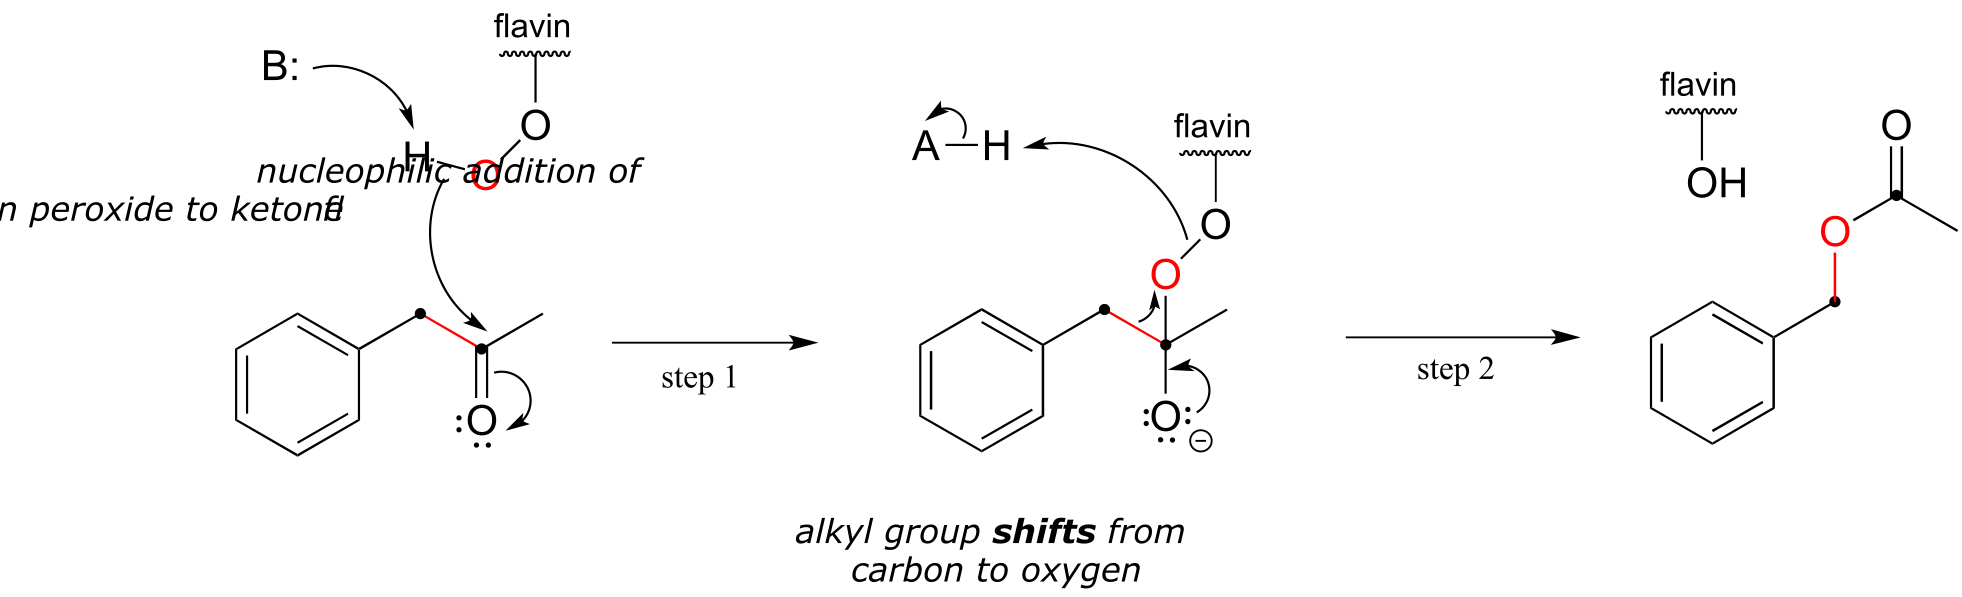 flavin
B:
O
H
O
nucleophilic addition of
n peroxide to ketone
O
step 1
flavin
A H
O
O
O
step 2
flavin
OH
O
O
alkyl group shifts from
carbon to oxygen